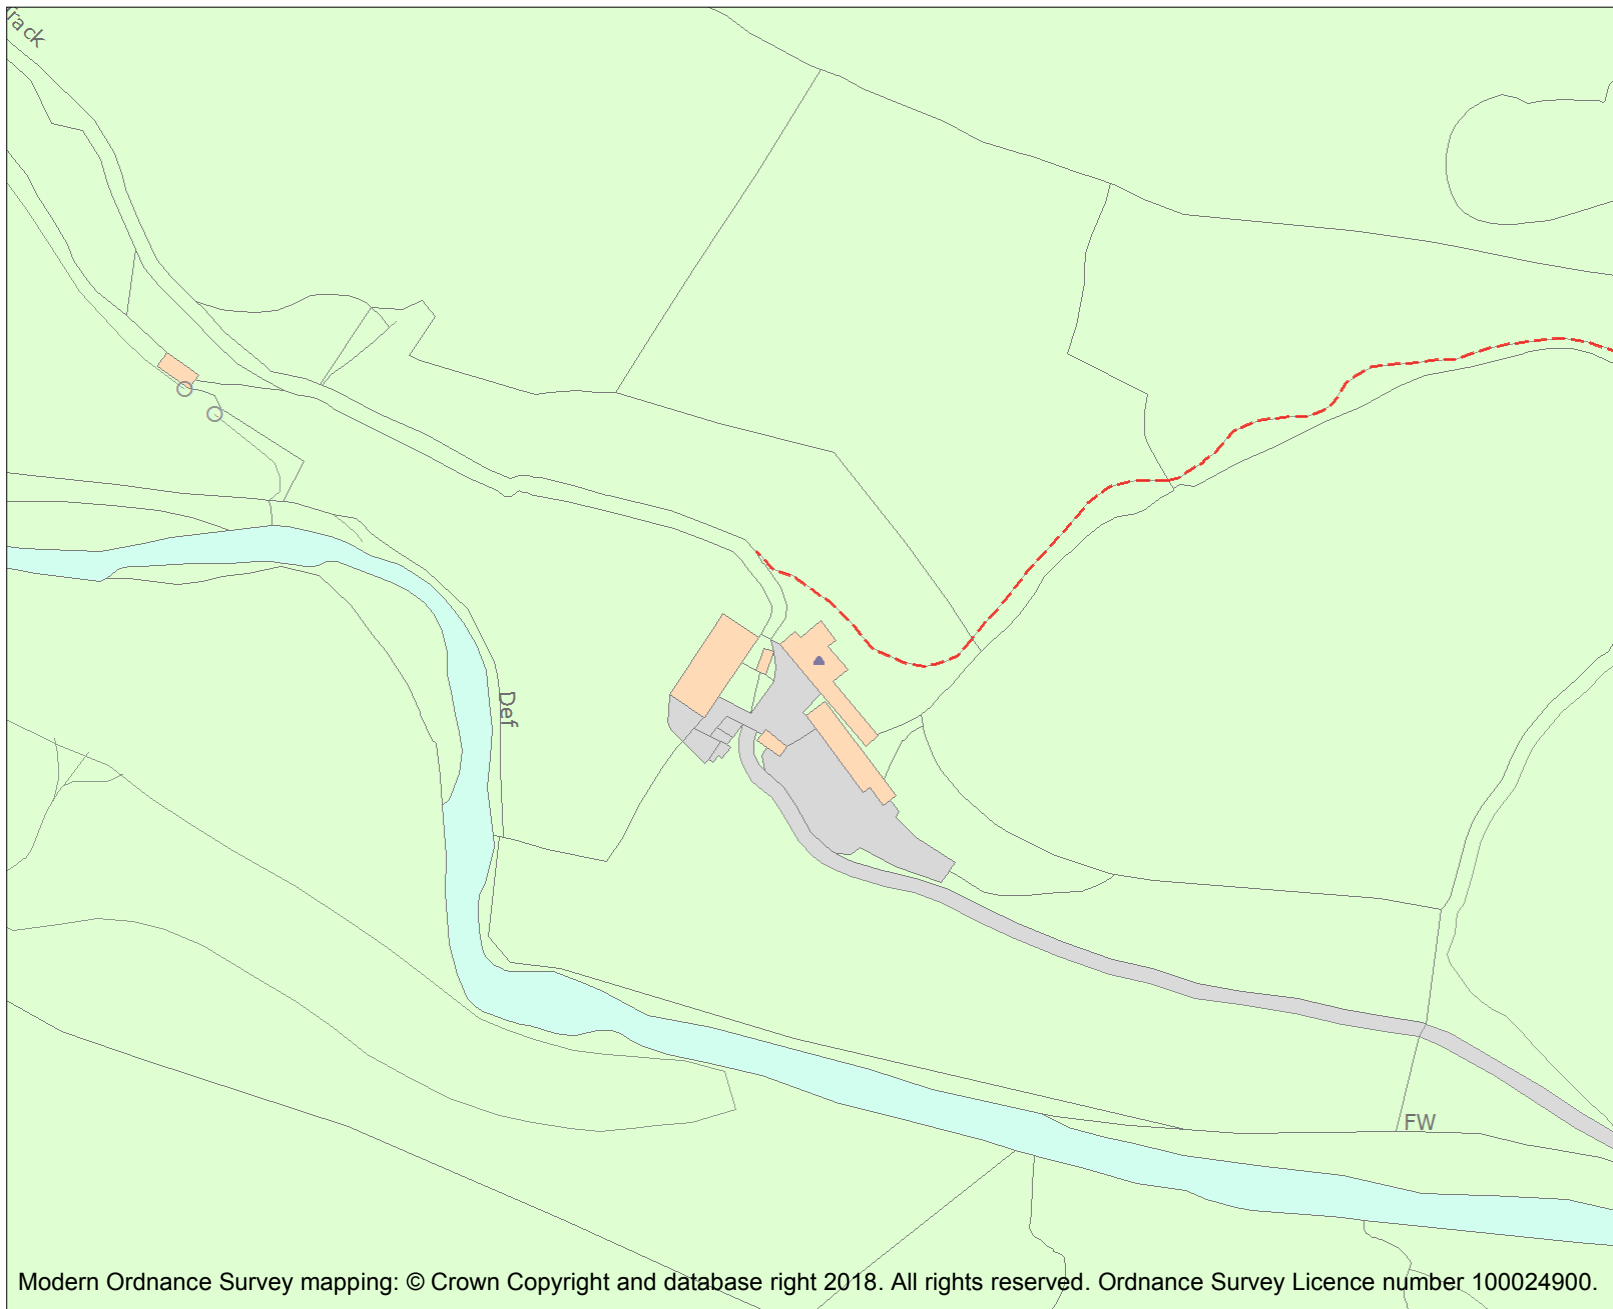 rack
Def
FW
Modern Ordnance Survey mapping: © Crown Copyright and database right 2018. All rights reserved. Ordnance Survey Licence number 100024900.